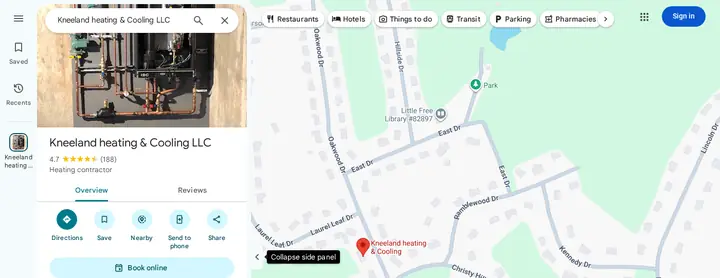 Kneeland heating & Cooling LLC
Restaurants
Hotels
Things to do
Transit
Parking
Pharmacies
Sign in
Saved
Recents
Kneeland
heating ...
Kneeland heating & Cooling LLC
4.7
(188)
Heating contractor
Overview
Reviews
Directions
Save
Nearby
Send to
phone
Share
Book online
Collapse side panel
Oakwood Dr
Hillside Dr
Park
Little Free
Library #82897
East Dr
East Dr
East Dr
Oakwood Dr
Lincoln Dr
Laurel Leaf Dr
Laurel Leaf Dr
Ramblewood Dr
Kneeland heating
& Cooling
Kennedy Dr